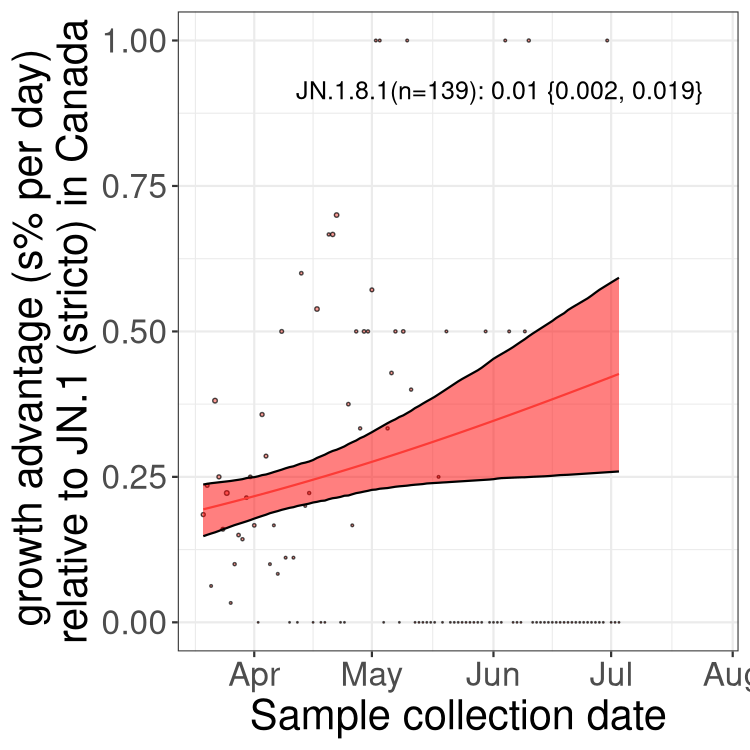 growth advantage (s% per day)
relative to JN.1 (stricto) in Canada
1.00
JN.1.8.1(n=139): 0.01 {0.002, 0.019}
0.75
0.50
0.25
0.00
Apr May Jun Jul Aug
Sample collection date